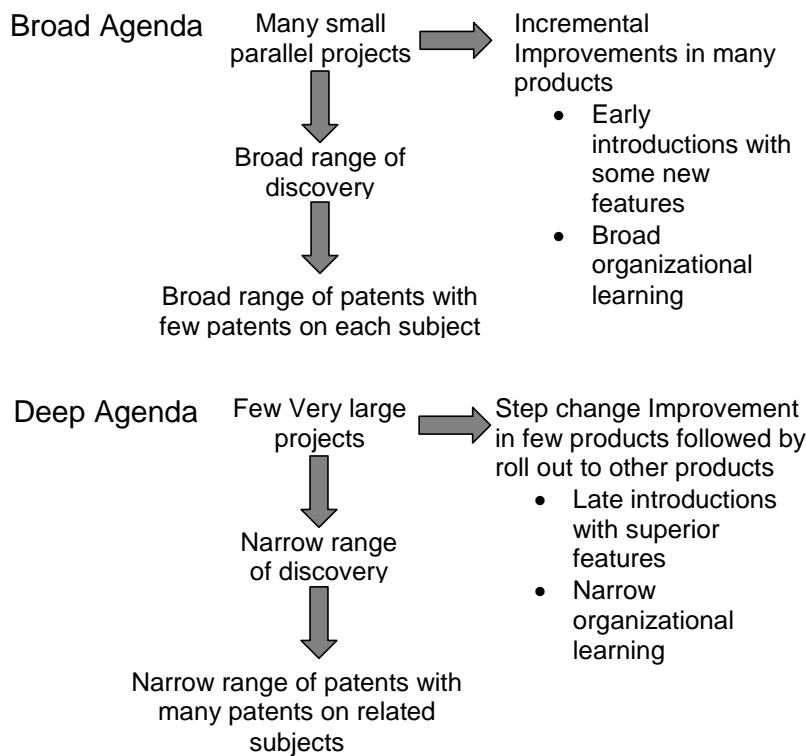 Broad Agenda
Many small
parallel projects
Incremental
Improvements in many
products
• Early
introductions with
some new
features
• Broad
organizational
learning
Broad range of
discovery
Broad range of patents with
few patents on each subject
Deep Agenda
Few Very large
projects
Step change Improvement
in few products followed by
roll out to other products
• Late introductions
with superior
features
• Narrow
organizational
learning
Narrow range
of discovery
Narrow range of patents with
many patents on related
subjects